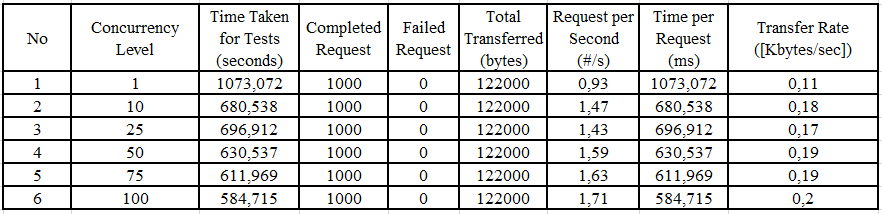 No Concurrency Level Time Taken for Tests (seconds) Completed Request Failed Request Total Transferred (bytes) Request per Second (#/s) Time per Request (ms) Transfer Rate ([Kbytes/sec])
1 1 1073,072 1000 0 122000 0,93 1073,072 0,11
2 10 680,538 1000 0 122000 1,47 680,538 0,18
3 25 696,912 1000 0 122000 1,43 696,912 0,17
4 50 630,537 1000 0 122000 1,59 630,537 0,19
5 75 611,969 1000 0 122000 1,63 611,969 0,19
6 100 584,715 1000 0 122000 1,71 584,715 0,2